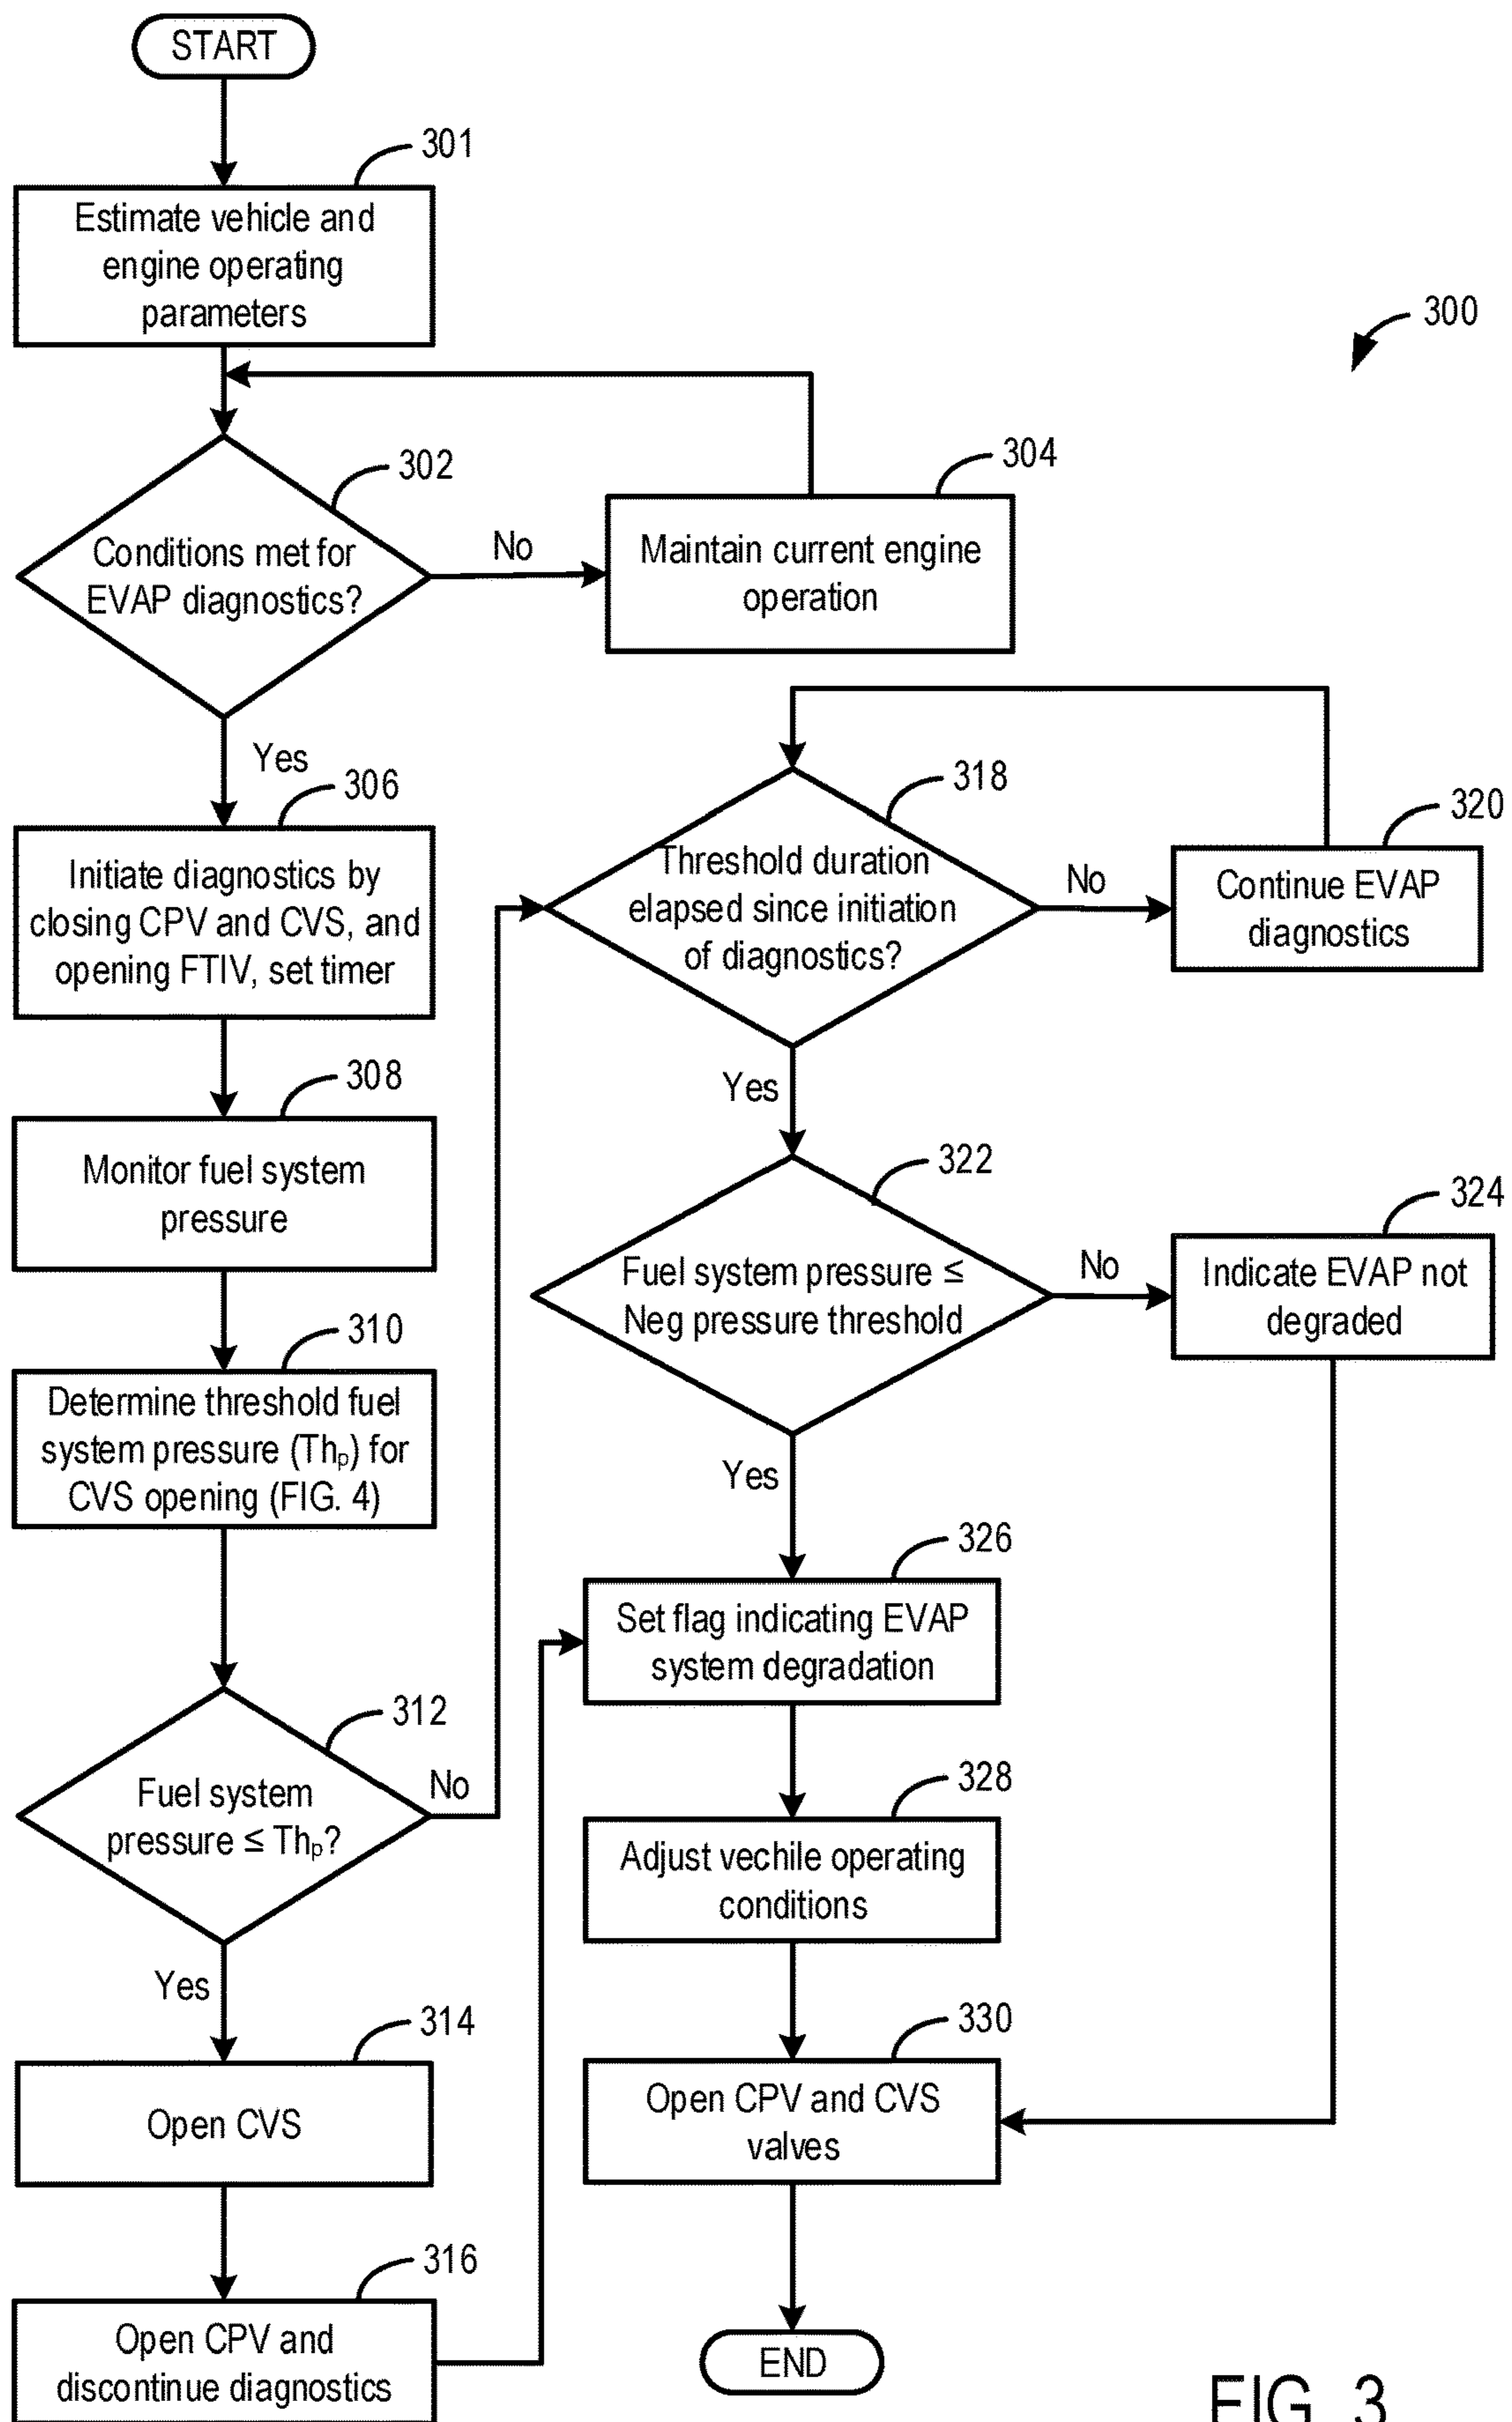 START
301
Estimate vehicle and
engine operating
parameters
300
302
Conditions met for
EVAP diagnostics?
No
304
Maintain current engine
operation
Yes
306
Initiate diagnostics by
closing CPV and CVS, and
opening FTIV, set timer
308
Monitor fuel system
pressure
310
Determine threshold fuel
system pressure (Thₚ) for
CVS opening (FIG. 4)
312
Fuel system
pressure ≤ Thₚ?
No
Yes
314
Open CVS
316
Open CPV and
discontinue diagnostics
318
Threshold duration
elapsed since initiation
of diagnostics?
No
320
Continue EVAP
diagnostics
Yes
322
Fuel system pressure ≤
Neg pressure threshold
No
324
Indicate EVAP not
degraded
Yes
326
Set flag indicating EVAP
system degradation
328
Adjust vechile operating
conditions
330
Open CPV and CVS
valves
END
FIG. 3